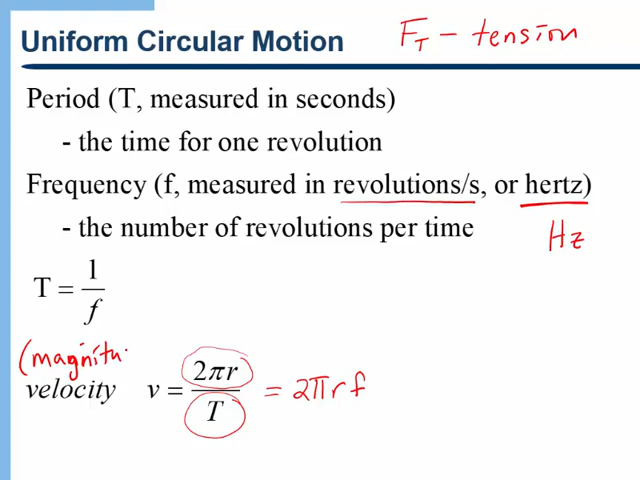 Uniform Circular Motion F_T – tension
Period (T, measured in seconds)
- the time for one revolution
Frequency (f, measured in revolutions/s, or hertz)
- the number of revolutions per time
Hz
T = 1/f
(magnitu
velocity v = 2πr/T = 2πrf